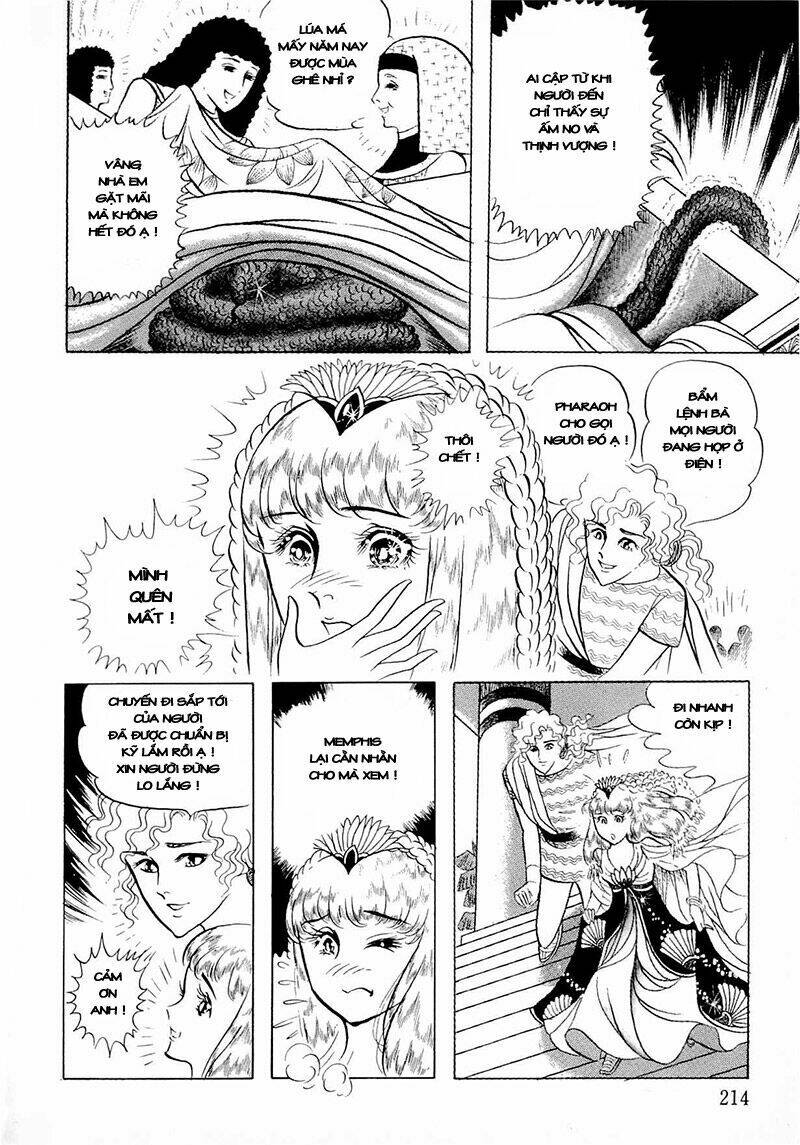 LÚA MÁ
MẤY NĂM NAY
ĐƯỢC MÙA
GHÊ NHỈ ?
VÂNG,
NHÀ EM
GẶT MÃI
MÀ KHÔNG
HẾT ĐÓ Ạ !
AI CẬP TỪ KHI
NGƯỜI ĐẾN
CHỈ THẤY SỰ
ẤM NO VÀ
THỊNH VƯỢNG !
BẨM
LỆNH BÀ
MỌI NGƯỜI
ĐANG HỌP Ở
ĐIỆN !
PHARAOH
CHO GỌI
NGƯỜI ĐÓ Ạ !
THÔI
CHẾT !
MÌNH
QUÊN
MẤT !
CHUYẾN ĐI SẮP TỚI
CỦA NGƯỜI
ĐÃ ĐƯỢC CHUẨN BỊ
KỸ LẮM RỒI Ạ !
XIN NGƯỜI ĐỪNG
LO LẮNG !
CẢM
ƠN
ANH !
MEMPHIS
LẠI CẰN NHẰN
CHO MÀ XEM !
ĐI NHANH
CÒN KỊP !
214